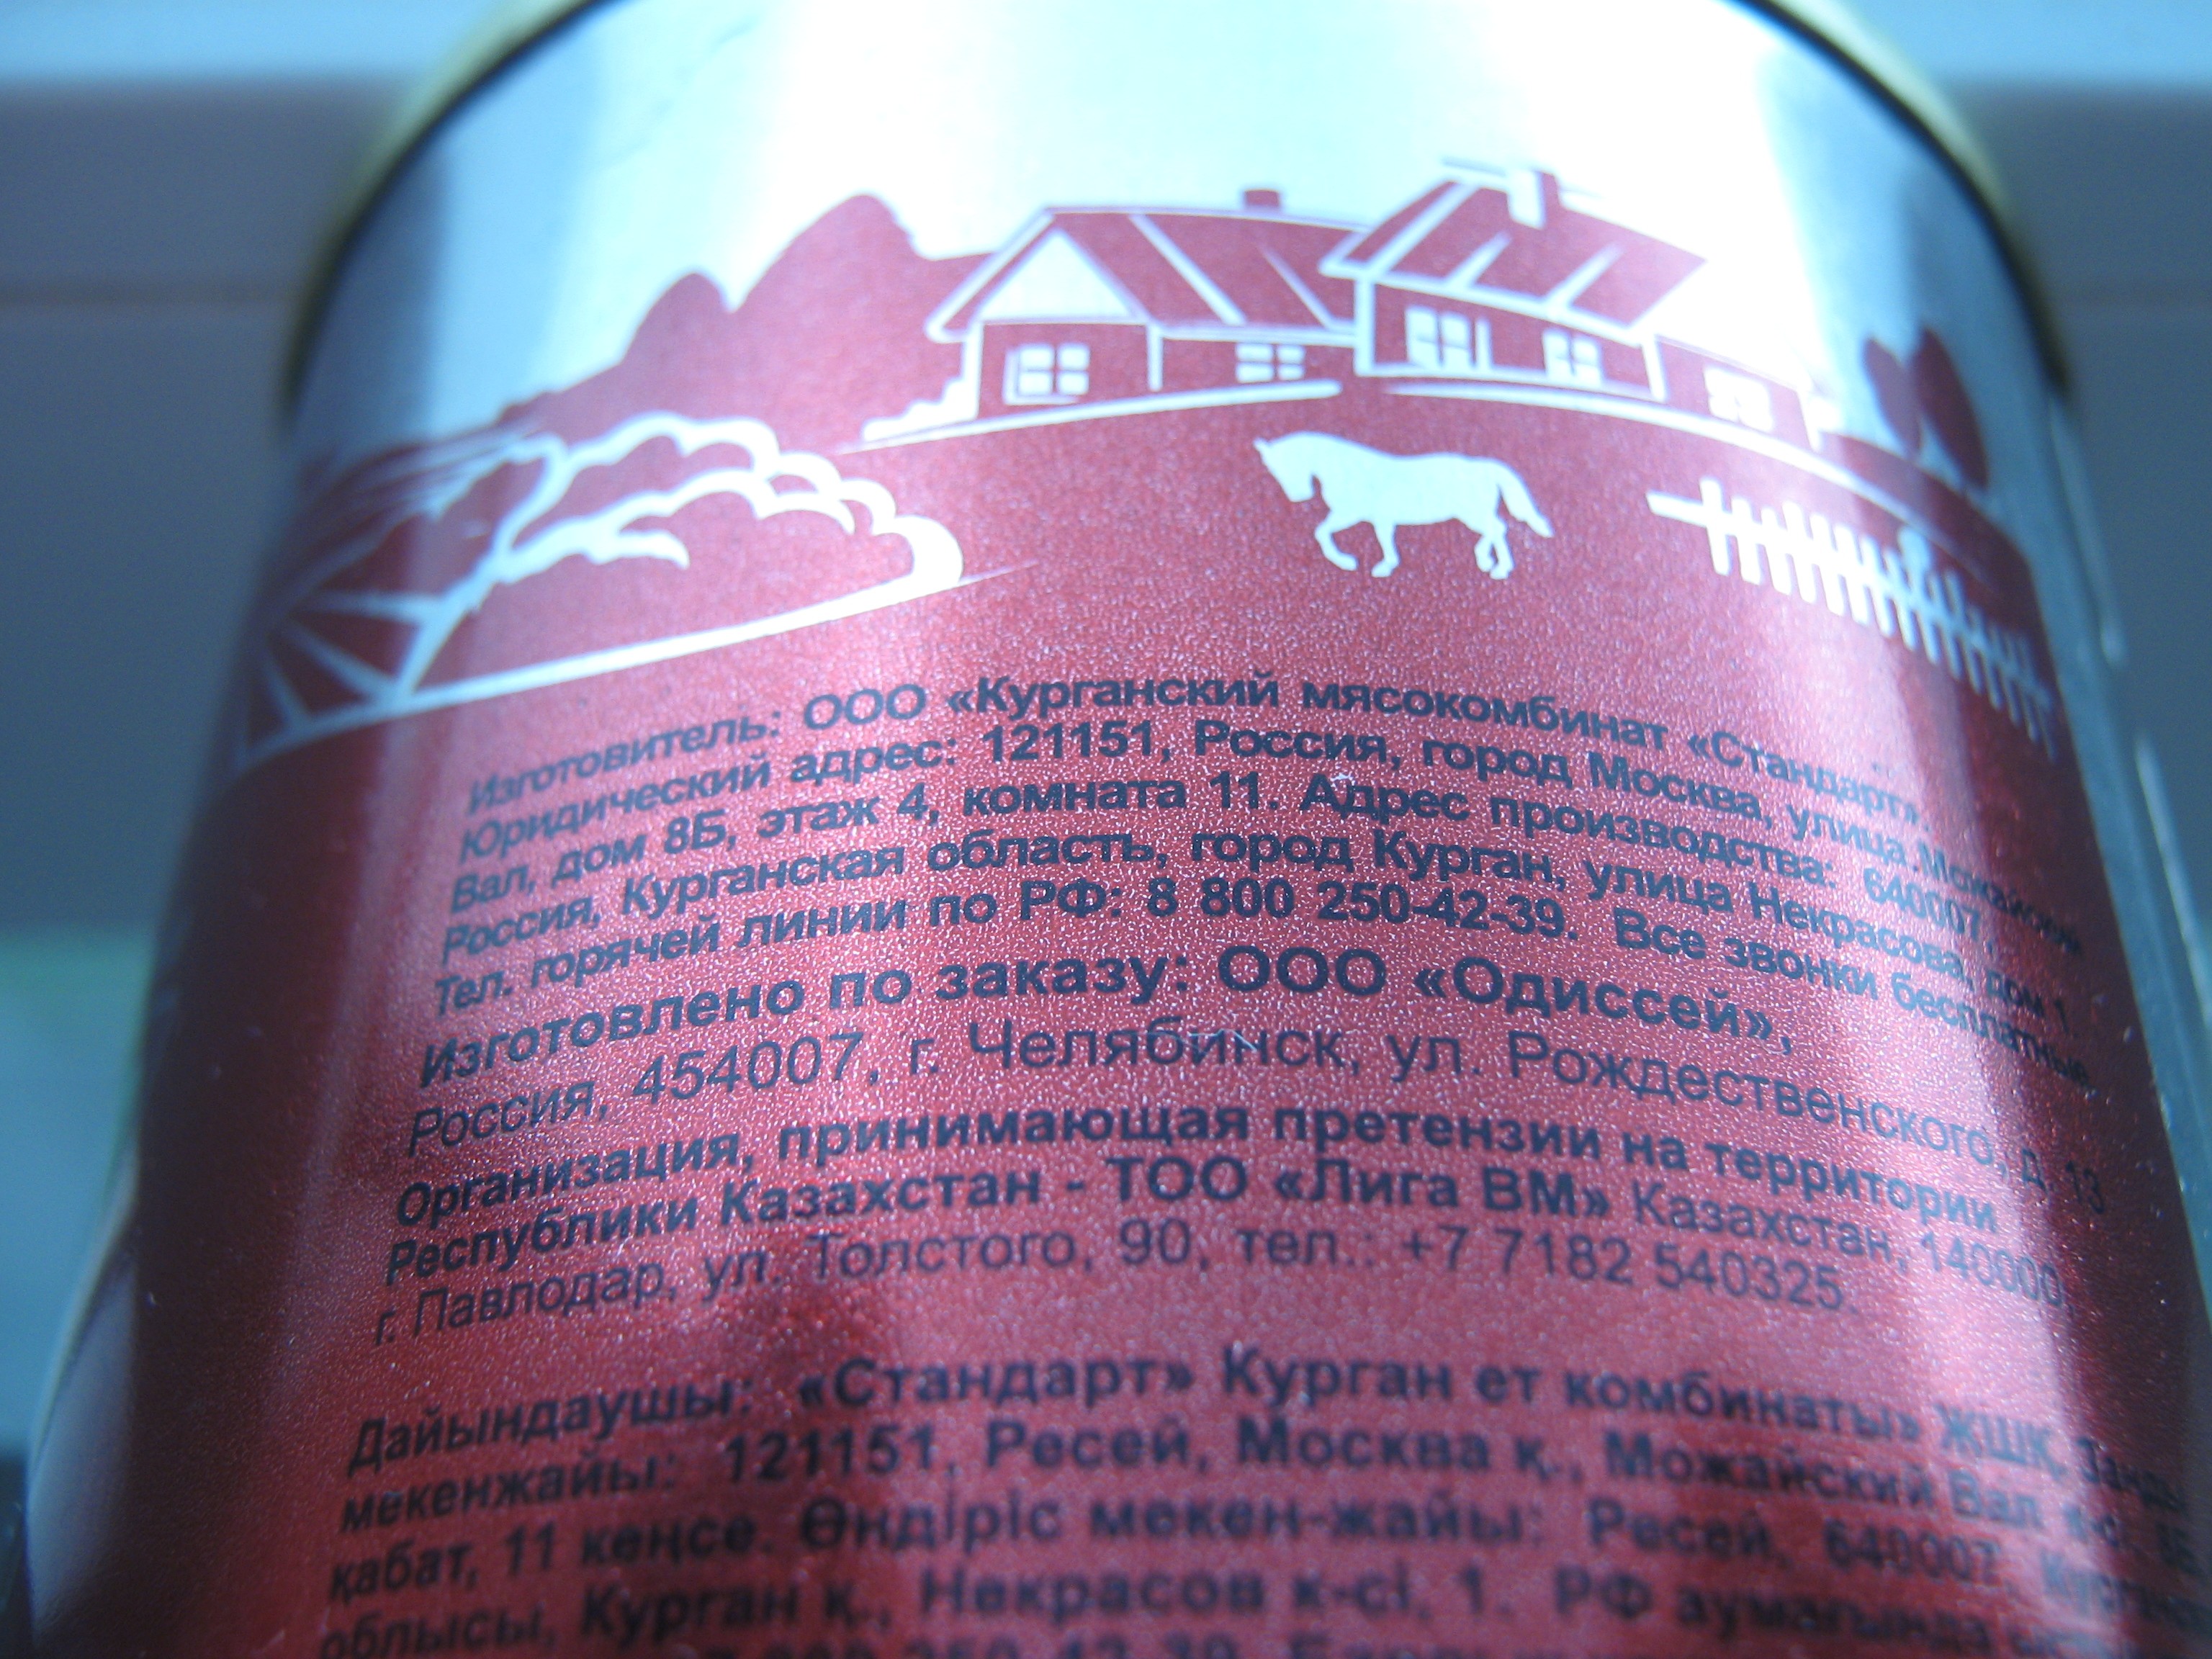 Изготовитель: ООО «Курганский мясокомбинат «Стандарт».
Юридический адрес: 121151, Россия, город Москва, улица Можайский
Вал, дом 8Б, этаж 4, комната 11. Адрес производства: 640007,
Россия, Курганская область, город Курган, улица Некрасова, дом 1
Тел. горячей линии по РФ: 8 800 250-42-39. Все звонки бесплатные.
Изготовлено по заказу: ООО «Одиссей»,
Россия, 454007, г. Челябинск, ул. Рождественского, д. 13
Организация, принимающая претензии на территории
Республики Казахстан - ТОО «Лига ВМ» Казахстан, 140000,
г. Павлодар, ул. Толстого, 90, тел.: +7 7182 540325.
Дайындаушы: «Стандарт» Курган ет комбинаты» ЖШҚ,
мекенжайы: 121151, Ресей, Москва қ., Можайский Вал
қабат, 11 кеңсе. Өндіріс мекен-жайы: Ресей, 640007,
облысы, Курган қ., Некрасов к-сі, 1. РФ аумағында
250-42-39.